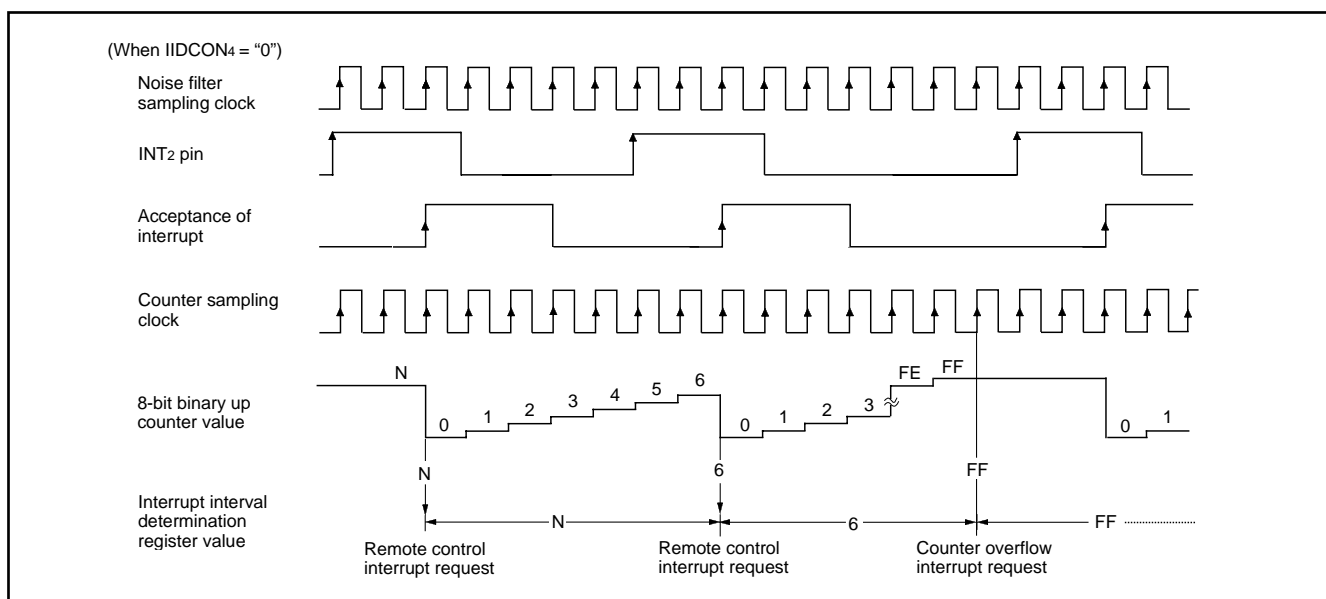 (When IIDCON4 = “0”)
Noise filter
sampling clock
INT2 pin
Acceptance of
interrupt
Counter sampling
clock
N
0
1
2
3
4
5
6
0
1
2
3
FE
FF
0
1
8-bit binary up
counter value
N
6
FF
Interrupt interval
determination
register value
N
6
FF
Remote control
interrupt request
Remote control
interrupt request
Counter overflow
interrupt request